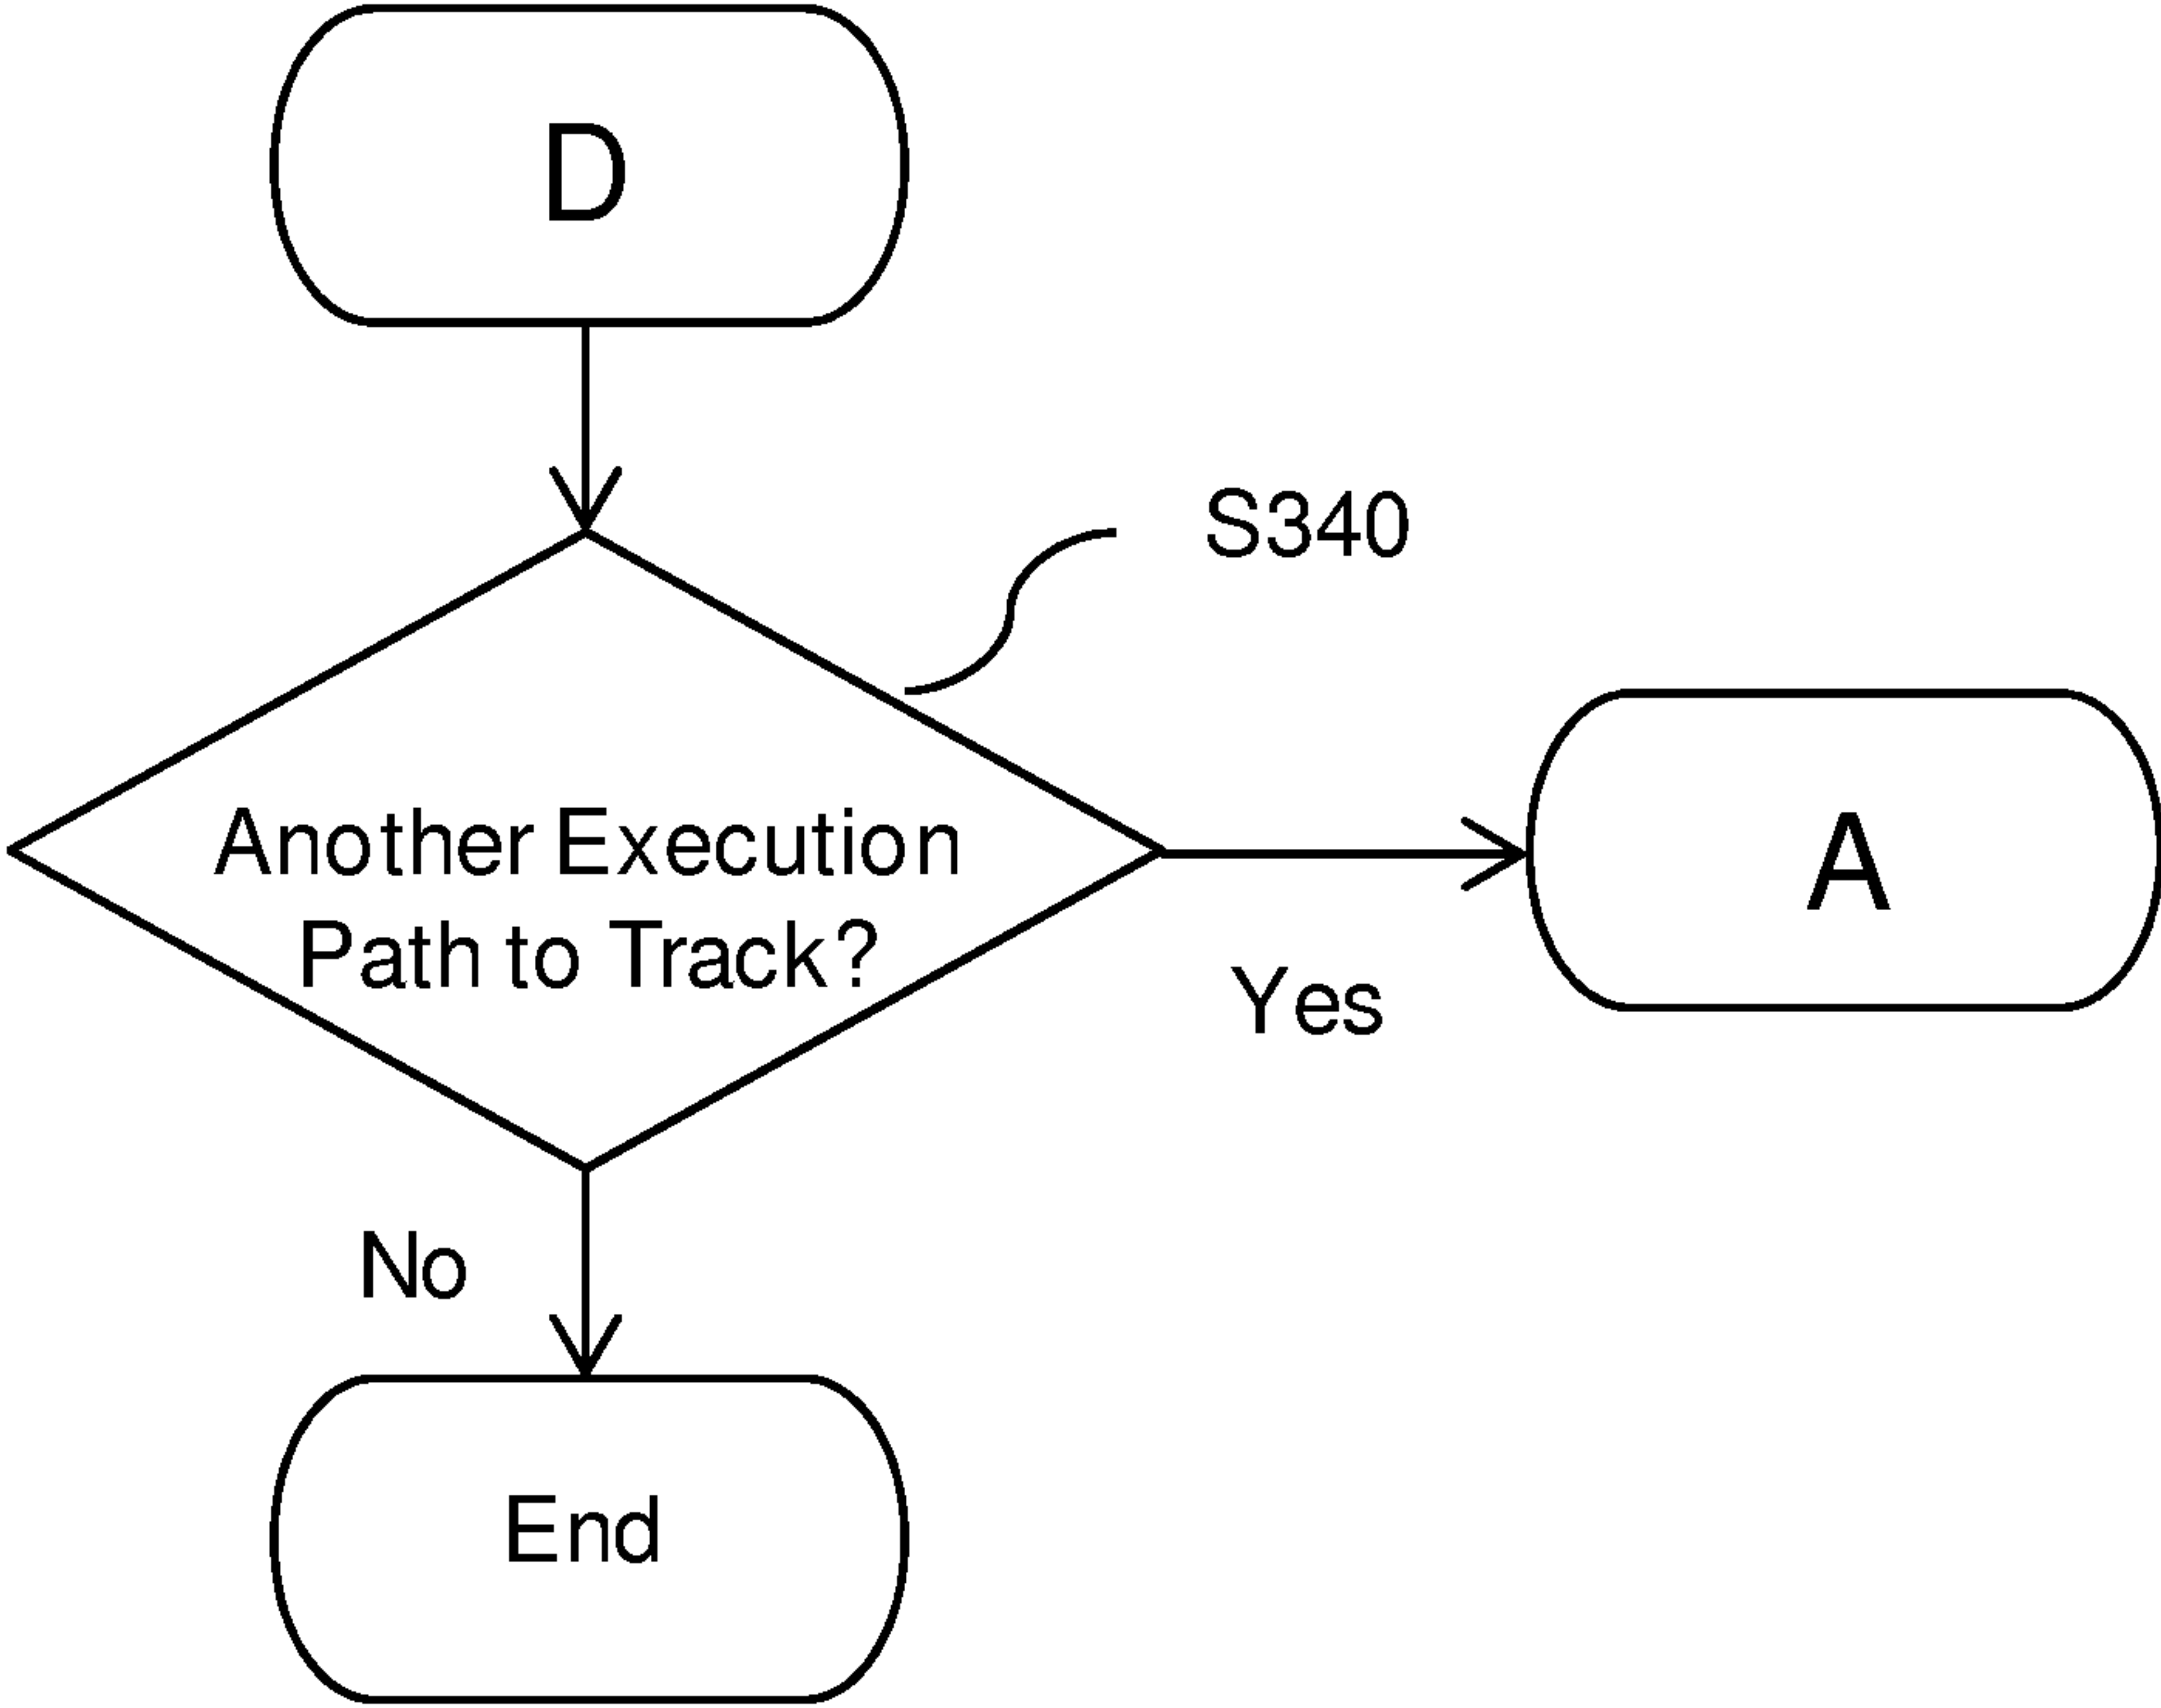 D
S340
Another Execution
Path to Track?
A
Yes
No
End